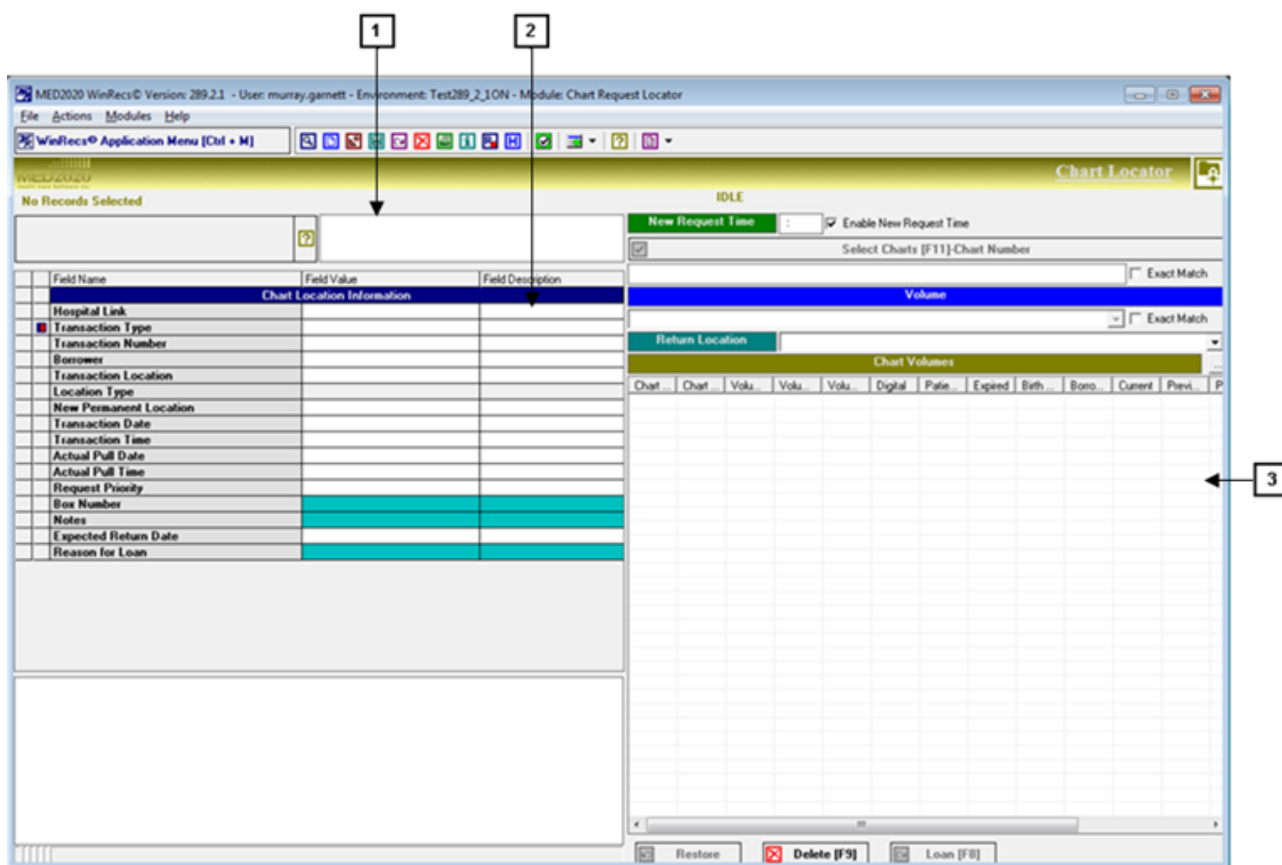 1
2
MED2020 WinRecs© Version: 289.2.1 - User: murray.garnett - Environment: Test289_2_1ON - Module: Chart Request Locator
File Actions Modules Help
WinRecs© Application Menu [Ctrl + M]
MED2020
Chart Locator
No Records Selected
IDLE
New Request Time
:
Enable New Request Time
Select Charts [F11]-Chart Number
Exact Match
Volume
Exact Match
Return Location
Chart Volumes
Chart ... Chart ... Volu... Volu... Volu... Digital Patie... Expired Birth ... Borro... Current Previ... P
Field Name Field Value Field Description
Chart Location Information
Hospital Link
Transaction Type
Transaction Number
Borrower
Transaction Location
Location Type
New Permanent Location
Transaction Date
Transaction Time
Actual Pull Date
Actual Pull Time
Request Priority
Box Number
Notes
Expected Return Date
Reason for Loan
3
Restore
Delete [F9]
Loan [F8]